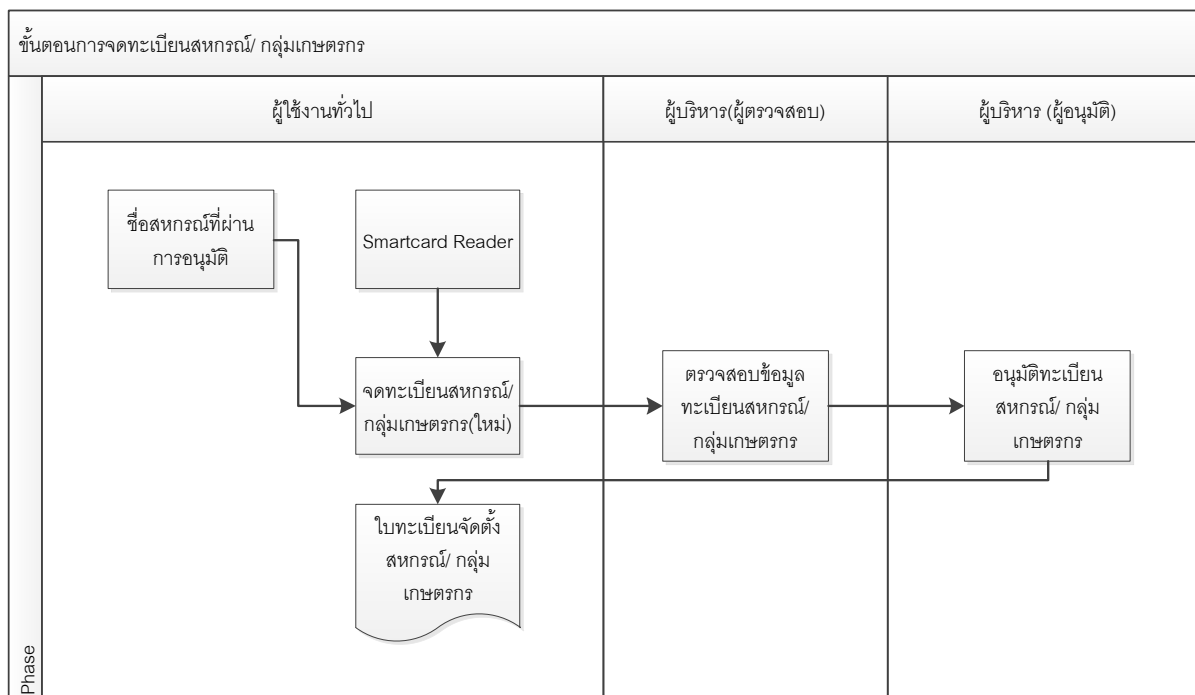 ขั้นตอนการจดทะเบียนสหกรณ์/ กลุ่มเกษตรกร
ผู้ใช้งานทั่วไป
ผู้บริหาร(ผู้ตรวจสอบ)
ผู้บริหาร (ผู้อนุมัติ)
ชื่อสหกรณ์ที่ผ่าน
การอนุมัติ
Smartcard Reader
จดทะเบียนสหกรณ์/
กลุ่มเกษตรกร(ใหม่)
ตรวจสอบข้อมูล
ทะเบียนสหกรณ์/
กลุ่มเกษตรกร
อนุมัติทะเบียน
สหกรณ์/ กลุ่ม
เกษตรกร
ใบทะเบียนจัดตั้ง
สหกรณ์/ กลุ่ม
เกษตรกร
Phase